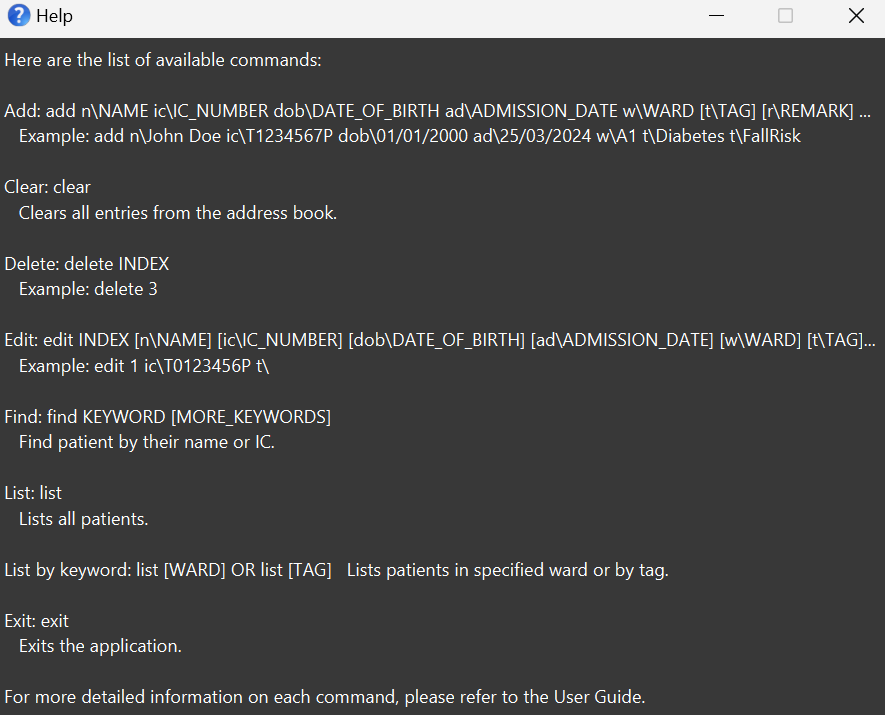 Help
Here are the list of available commands:
Add: add n\NAME ic\IC_NUMBER dob\DATE_OF_BIRTH ad\ADMISSION_DATE w\WARD [t\TAG] [r\REMARK] ...
Example: add n\John Doe ic\T1234567P dob\01/01/2000 ad\25/03/2024 w\A1 t\Diabetes t\FallRisk
Clear: clear
Clears all entries from the address book.
Delete: delete INDEX
Example: delete 3
Edit: edit INDEX [n\NAME] [ic\IC_NUMBER] [dob\DATE_OF_BIRTH] [ad\ADMISSION_DATE] [w\WARD] [t\TAG]...
Example: edit 1 ic\T0123456P t\
Find: find KEYWORD [MORE_KEYWORDS]
Find patient by their name or IC.
List: list
Lists all patients.
List by keyword: list [WARD] OR list [TAG]   Lists patients in specified ward or by tag.
Exit: exit
Exits the application.
For more detailed information on each command, please refer to the User Guide.